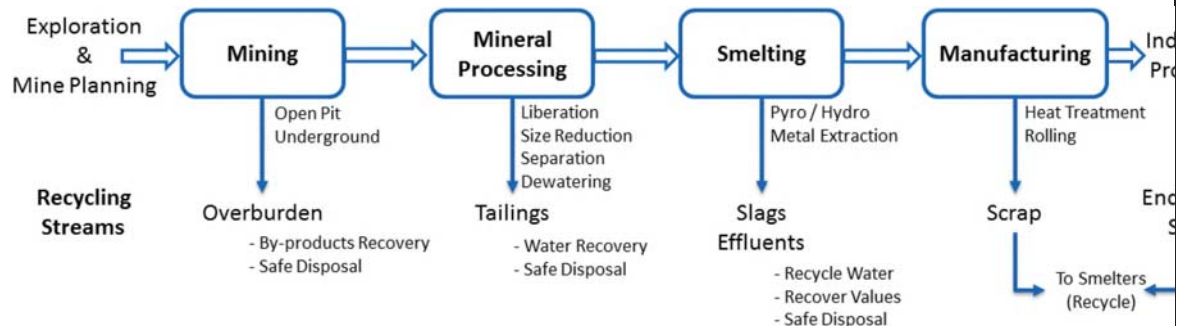 Exploration
&
Mine Planning
Mining
Mineral
Processing
Smelting
Manufacturing
Open Pit
Underground
Liberation
Size Reduction
Separation
Dewatering
Pyro / Hydro
Metal Extraction
Heat Treatment
Rolling
Recycling
Streams
Overburden
- By-products Recovery
- Safe Disposal
Tailings
- Water Recovery
- Safe Disposal
Slags
Effluents
- Recycle Water
- Recover Values
- Safe Disposal
Scrap
To Smelters
(Recycle)